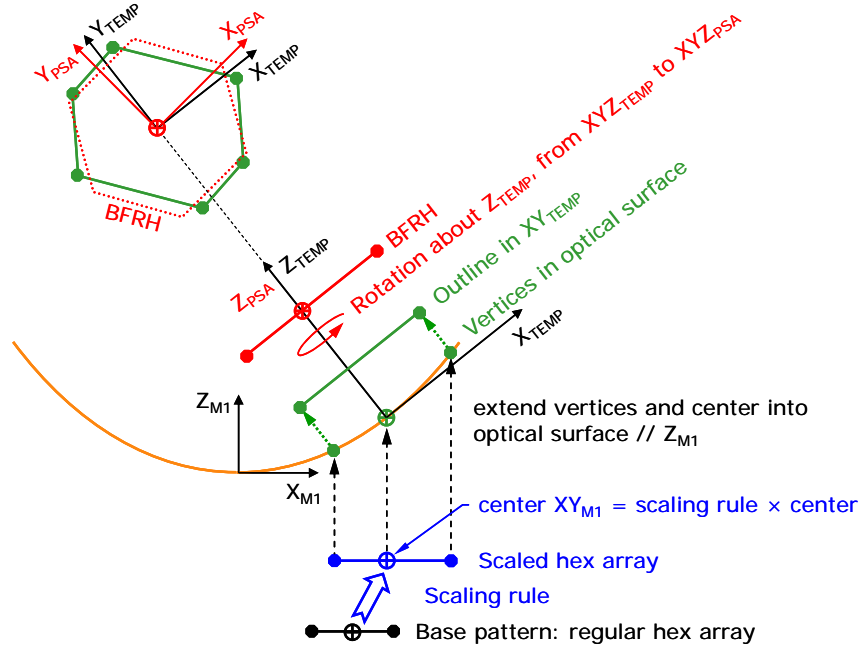 Y_TEMP
X_PSA
Y_PSA
X_TEMP
BFRH
Rotation about Z_TEMP, from XYZ_TEMP to XYZ_PSA
BFRH
Z_TEMP
Z_PSA
Outline in XY_TEMP
Vertices in optical surface
X_TEMP
Z_M1
X_M1
extend vertices and center into
optical surface // Z_M1
center XY_M1 = scaling rule × center
Scaled hex array
Scaling rule
Base pattern: regular hex array